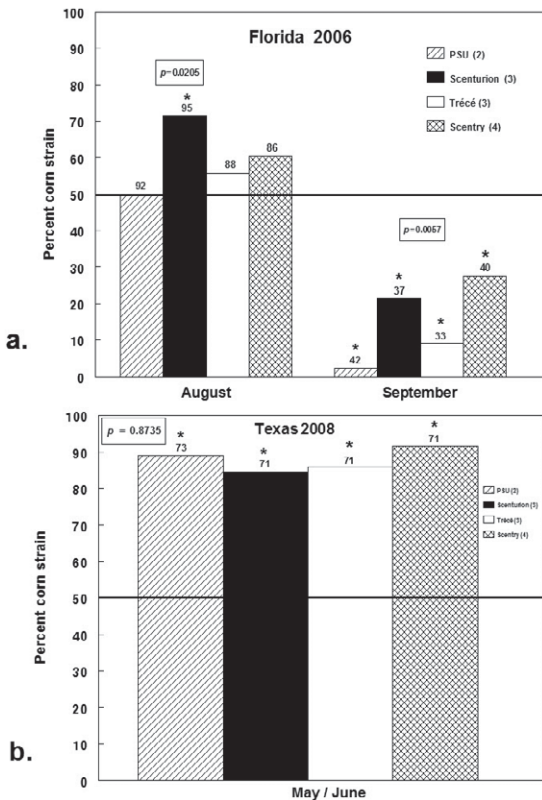 Florida 2006
Percent corn strain
100
90
80
70
60
50
40
30
20
10
0
PSU (2)
Scenturion (3)
Trécé (3)
Scentry (4)
p=0.0205
*
95
92
88
86
p=0.0057
*
42
*
37
*
33
*
40
August
September
a.
Texas 2008
Percent corn strain
100
90
80
70
60
50
40
30
20
10
0
p = 0.8735
*
73
*
71
*
71
*
71
PSU (2)
Scenturion (3)
Trécé (3)
Scentry (4)
May / June
b.